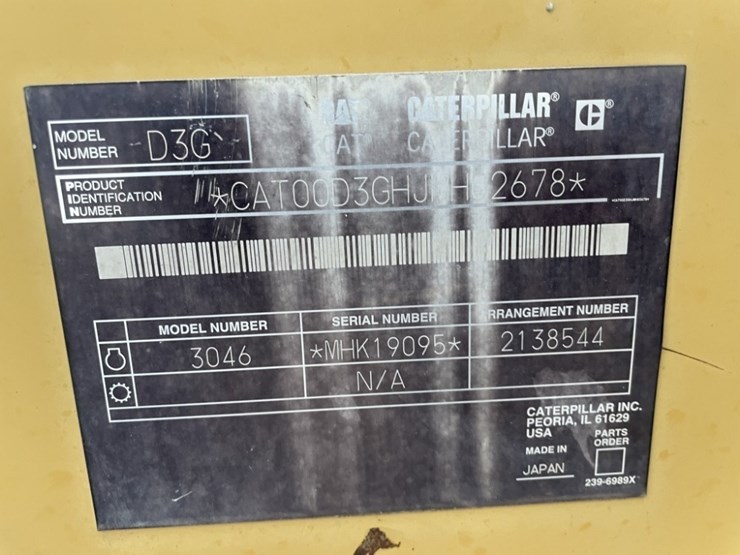 CAT CATERPILLAR®
CAT® CATERPILLAR®
MODEL NUMBER D3G
PRODUCT IDENTIFICATION NUMBER
MODEL NUMBER SERIAL NUMBER ARRANGEMENT NUMBER
3046 *MHK19095* 2138544
N/A
CATERPILLAR INC.
PEORIA, IL 61629
USA
PARTS ORDER
MADE IN JAPAN
239-6989X